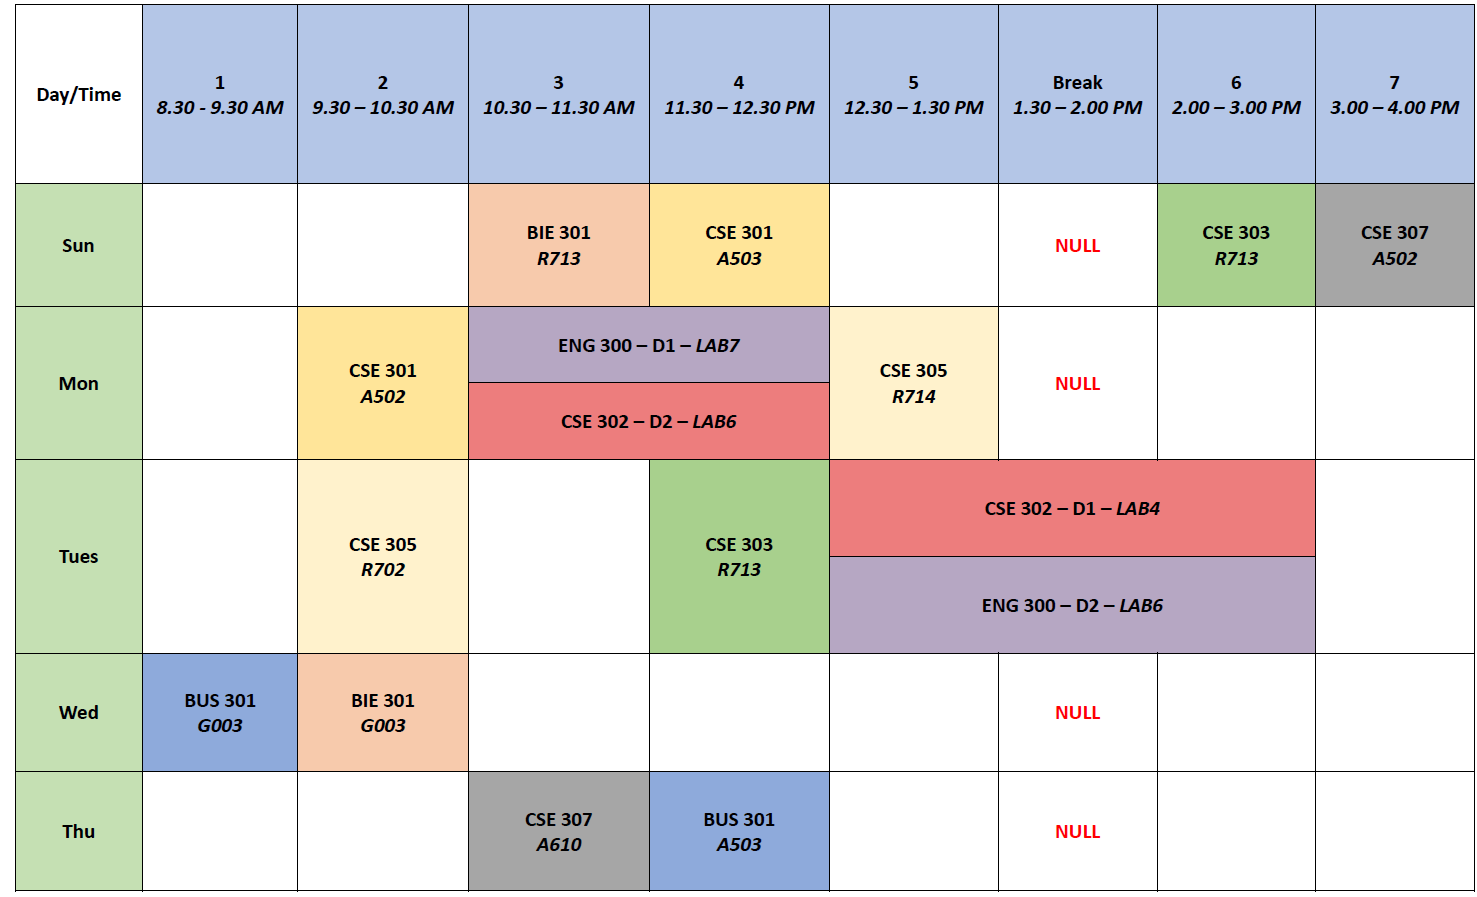 Day/Time
1
8.30 - 9.30 AM
2
9.30 – 10.30 AM
3
10.30 – 11.30 AM
4
11.30 – 12.30 PM
5
12.30 – 1.30 PM
Break
1.30 – 2.00 PM
6
2.00 – 3.00 PM
7
3.00 – 4.00 PM
Sun
BIE 301
R713
CSE 301
A503
NULL
CSE 303
R713
CSE 307
A502
Mon
CSE 301
A502
ENG 300 – D1 – LAB7
CSE 302 – D2 – LAB6
CSE 305
R714
NULL
Tues
CSE 305
R702
CSE 303
R713
CSE 302 – D1 – LAB4
ENG 300 – D2 – LAB6
Wed
BUS 301
G003
BIE 301
G003
NULL
Thu
CSE 307
A610
BUS 301
A503
NULL